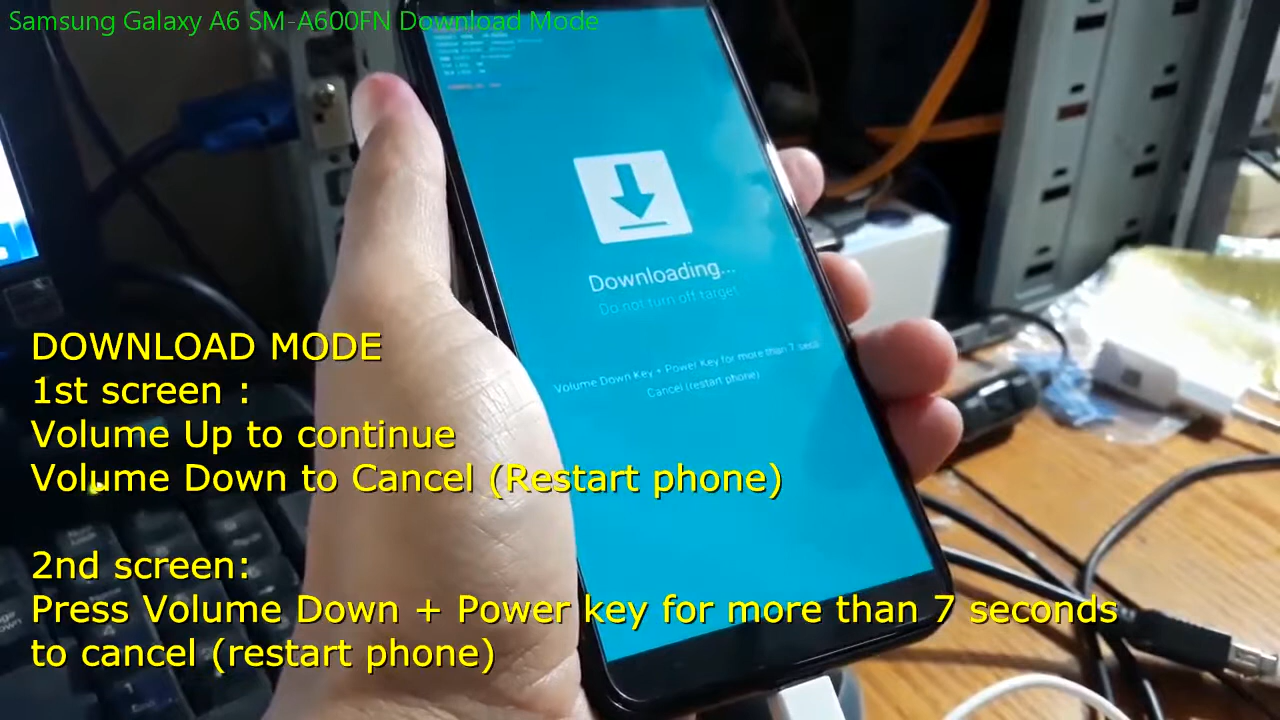 Samsung Galaxy A6 SM-A600FN Download Mode
Downloading...
Do not turn off target
Volume Down Key + Power Key for more than 7
Cancel (restart phone)
DOWNLOAD MODE
1st screen :
Volume Up to continue
Volume Down to Cancel (Restart phone)
2nd screen:
Press Volume Down + Power key for more than 7 seconds
to cancel (restart phone)